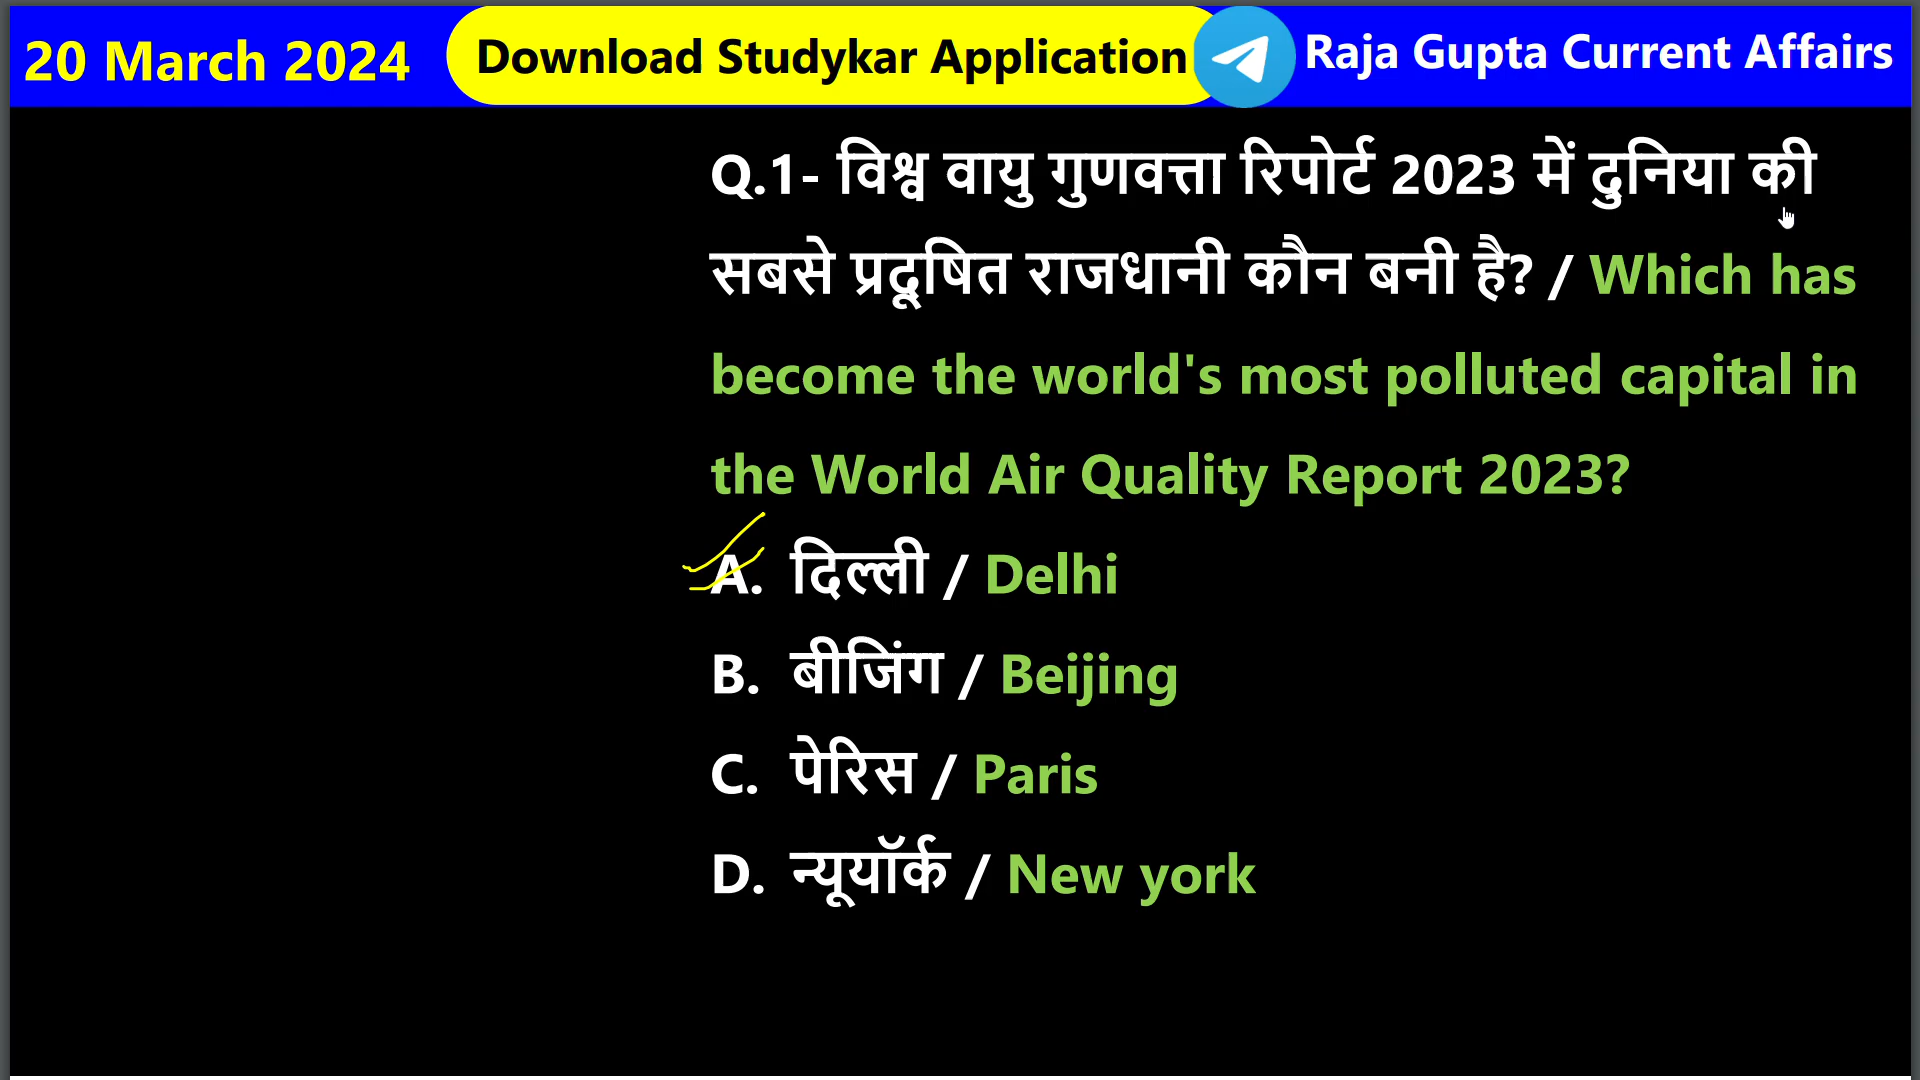 20 March 2024
Download Studykar Application
Raja Gupta Current Affairs
Q.1- विश्व वायु गुणवत्ता रिपोर्ट 2023 में दुनिया की
सबसे प्रदूषित राजधानी कौन बनी है? / Which has
become the world's most polluted capital in
the World Air Quality Report 2023?
A. दिल्ली / Delhi
B. बीजिंग / Beijing
C. पेरिस / Paris
D. न्यूयॉर्क / New york